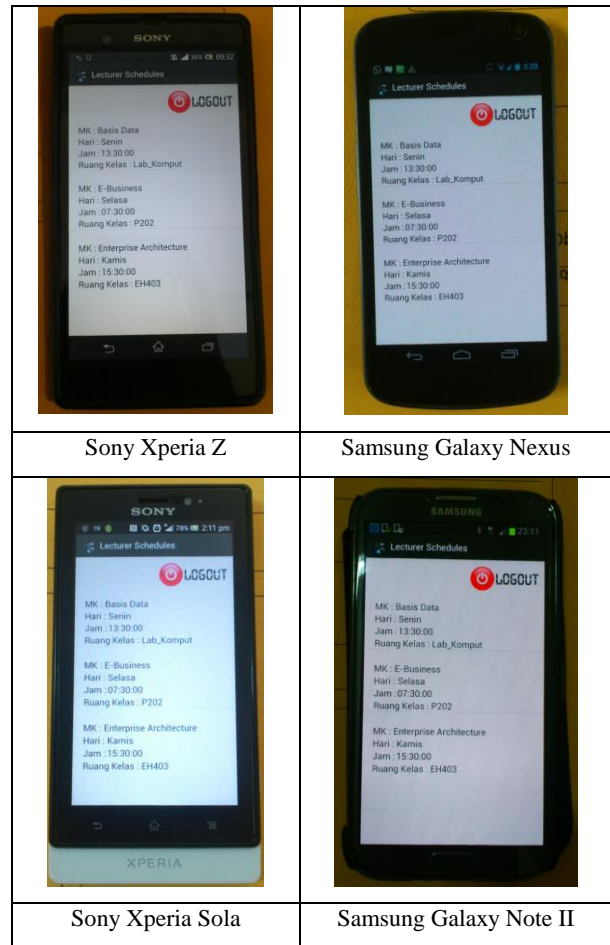 SONY
36% 09:32
Lecturer Schedules
LOGOUT
MK : Basis Data
Hari : Senin
Jam : 13:30:00
Ruang Kelas : Lab_Komput
MK : E-Business
Hari : Selasa
Jam : 07:30:00
Ruang Kelas : P202
MK : Enterprise Architecture
Hari : Kamis
Jam : 15:30:00
Ruang Kelas : EH403
Sony Xperia Z
3:28
Lecturer Schedules
LOGOUT
MK : Basis Data
Hari : Senin
Jam : 13:30:00
Ruang Kelas : Lab_Komput
MK : E-Business
Hari : Selasa
Jam : 07:30:00
Ruang Kelas : P202
MK : Enterprise Architecture
Hari : Kamis
Jam : 15:30:00
Ruang Kelas : EH403
Samsung Galaxy Nexus
SONY
78% 2:11 pm
Lecturer Schedules
LOGOUT
MK : Basis Data
Hari : Senin
Jam : 13:30:00
Ruang Kelas : Lab_Komput
MK : E-Business
Hari : Selasa
Jam : 07:30:00
Ruang Kelas : P202
MK : Enterprise Architecture
Hari : Kamis
Jam : 15:30:00
Ruang Kelas : EH403
XPERIA
Sony Xperia Sola
SAMSUNG
23:11
Lecturer Schedules
LOGOUT
MK : Basis Data
Hari : Senin
Jam : 13:30:00
Ruang Kelas : Lab_Komput
MK : E-Business
Hari : Selasa
Jam : 07:30:00
Ruang Kelas : P202
MK : Enterprise Architecture
Hari : Kamis
Jam : 15:30:00
Ruang Kelas : EH403
Samsung Galaxy Note II